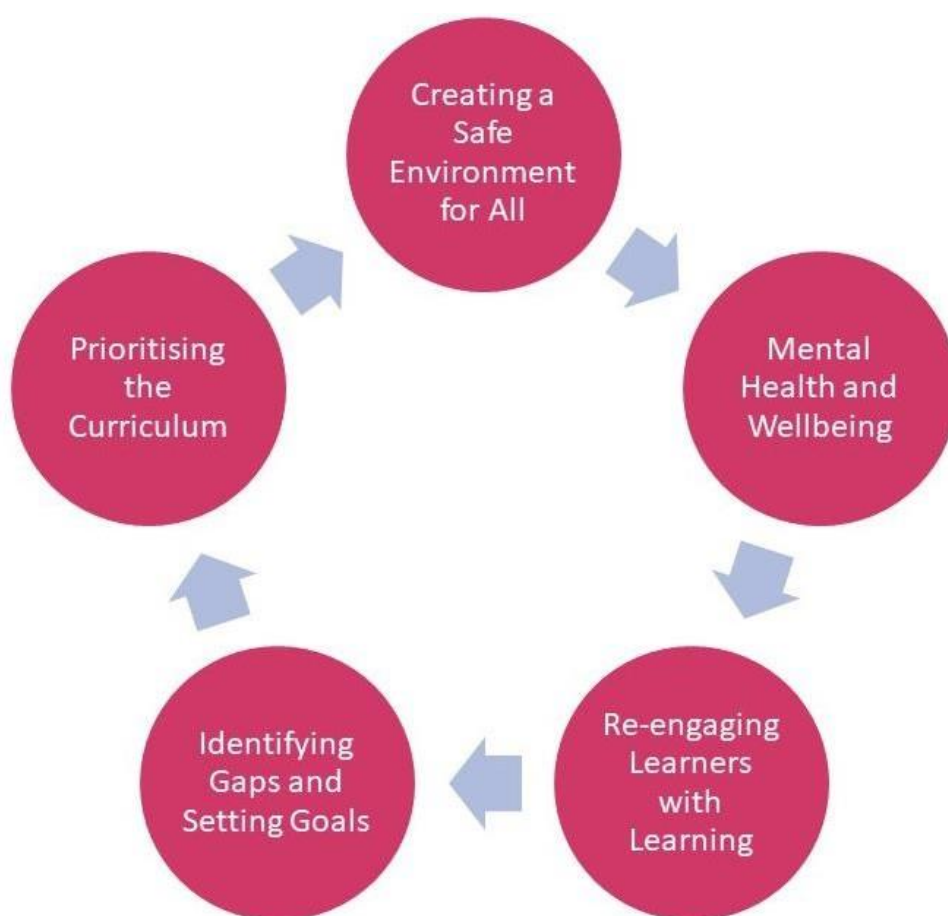 Creating a
Safe
Environment
for All
Mental
Health and
Wellbeing
Re-engaging
Learners
with
Learning
Identifying
Gaps and
Setting Goals
Prioritising
the
Curriculum